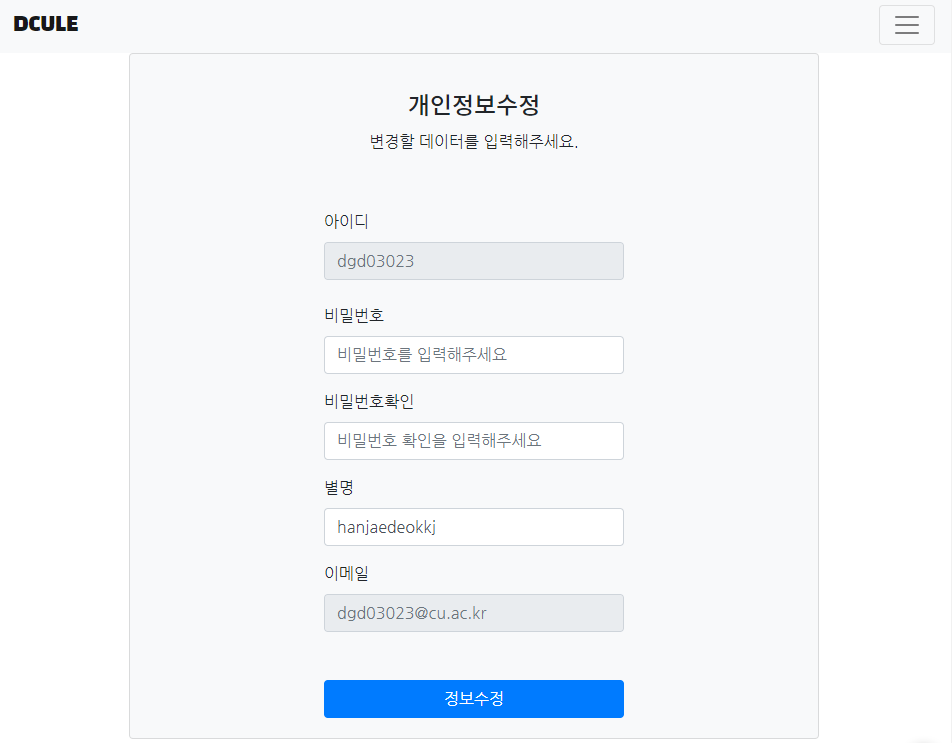 DCULE
개인정보수정
변경할 데이터를 입력해주세요.
아이디
dgd03023
비밀번호
비밀번호를 입력해주세요
비밀번호확인
비밀번호 확인을 입력해주세요
별명
hanjaedeokkj
이메일
dgd03023@cu.ac.kr
정보수정